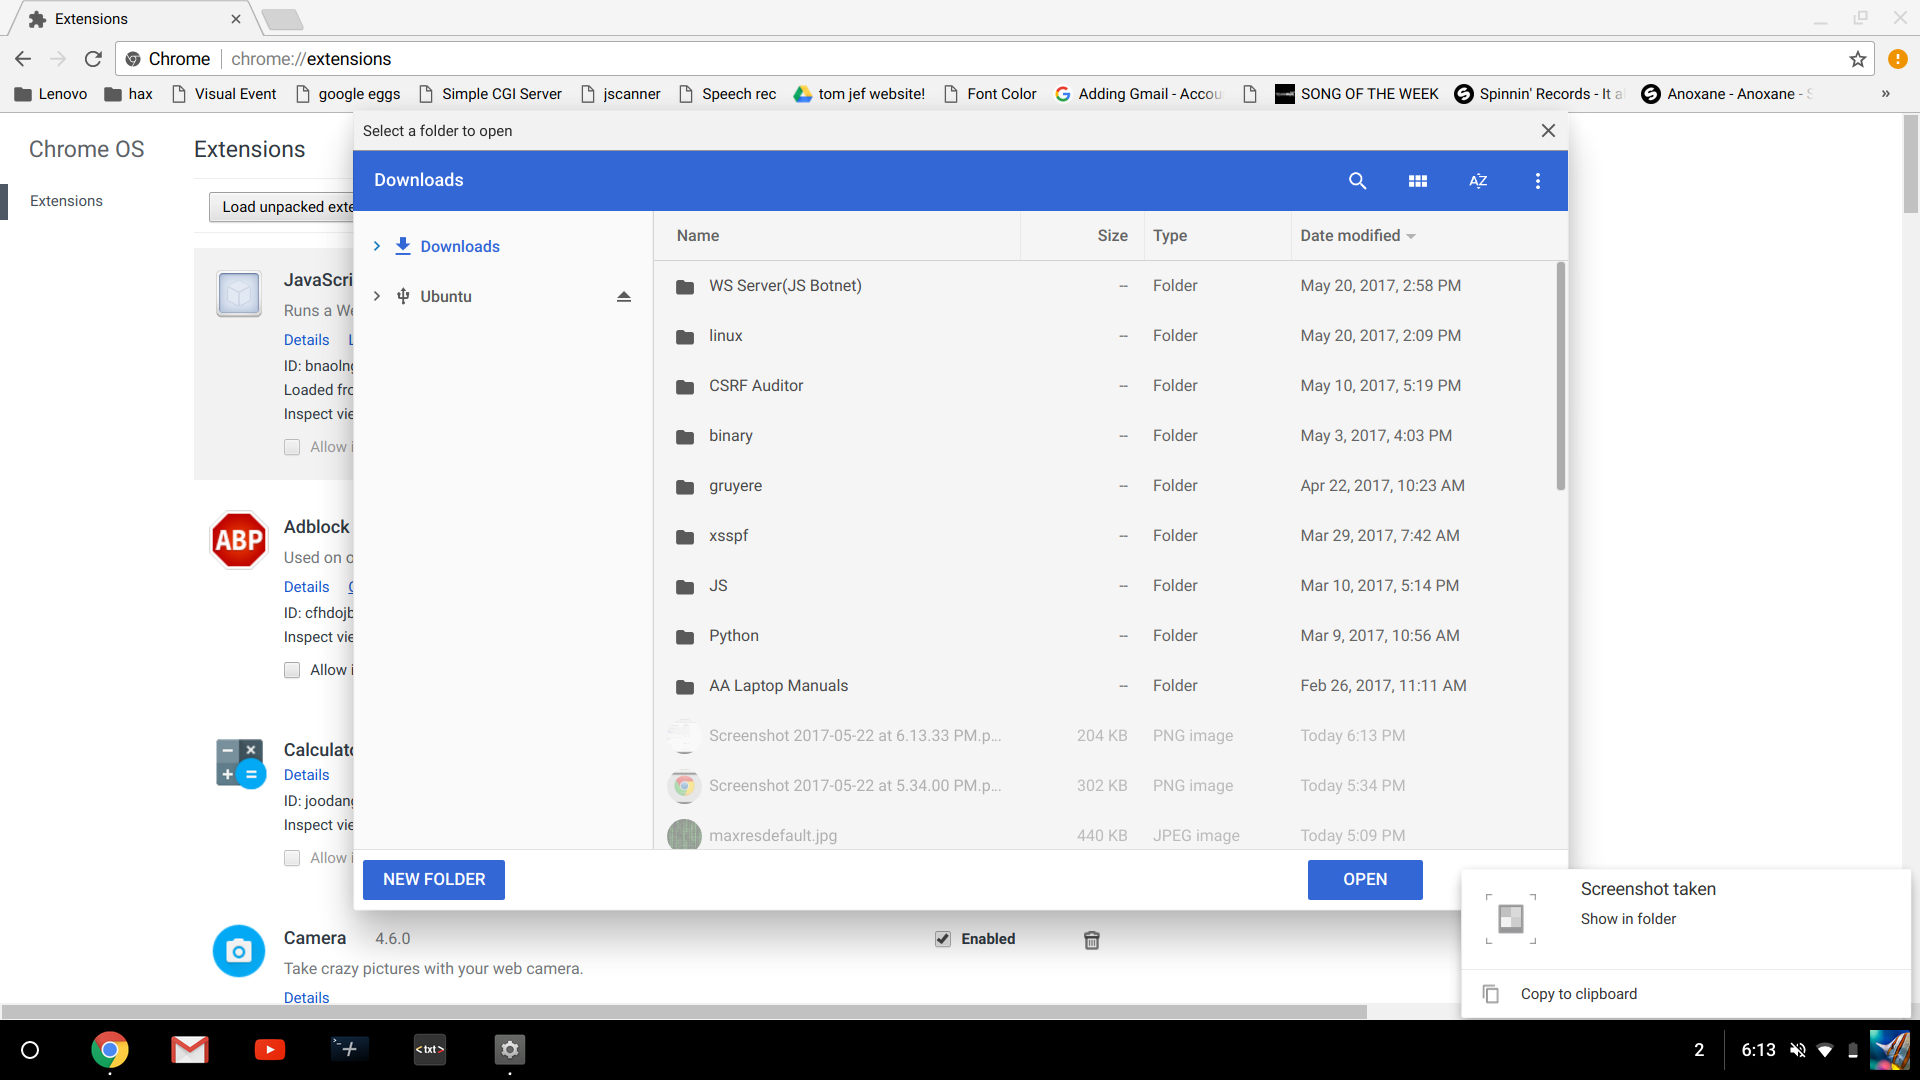 Extensions
Chrome chrome://extensions
Lenovo hax Visual Event google eggs Simple CGI Server jscanner Speech rec tom jef website! Font Color Adding Gmail - Accou SONG OF THE WEEK Spinnin' Records - It a Anoxane - Anoxane - S »
Select a folder to open
Chrome OS
Extensions
Extensions
Load unpacked exte
Downloads
AZ
Downloads
Ubuntu
Name Size Type Date modified
WS Server(JS Botnet) -- Folder May 20, 2017, 2:58 PM
linux -- Folder May 20, 2017, 2:09 PM
CSRF Auditor -- Folder May 10, 2017, 5:19 PM
binary -- Folder May 3, 2017, 4:03 PM
gruyere -- Folder Apr 22, 2017, 10:23 AM
xsspf -- Folder Mar 29, 2017, 7:42 AM
JS -- Folder Mar 10, 2017, 5:14 PM
Python -- Folder Mar 9, 2017, 10:56 AM
AA Laptop Manuals -- Folder Feb 26, 2017, 11:11 AM
Screenshot 2017-05-22 at 6.13.33 PM.p... 204 KB PNG image Today 6:13 PM
Screenshot 2017-05-22 at 5.34.00 PM.p... 302 KB PNG image Today 5:34 PM
maxresdefault.jpg 440 KB JPEG image Today 5:09 PM
NEW FOLDER
OPEN
JavaScri
Runs a We
Details L
ID: bnaolng
Loaded fro
Inspect vie
Allow i
ABP
Adblock
Used on o
Details
ID: cfhdojb
Inspect vie
Allow i
Calculato
Details
ID: joodang
Inspect vie
Allow i
Camera 4.6.0
Enabled
Take crazy pictures with your web camera.
Details
Screenshot taken
Show in folder
Copy to clipboard
<txt>
2
6:13